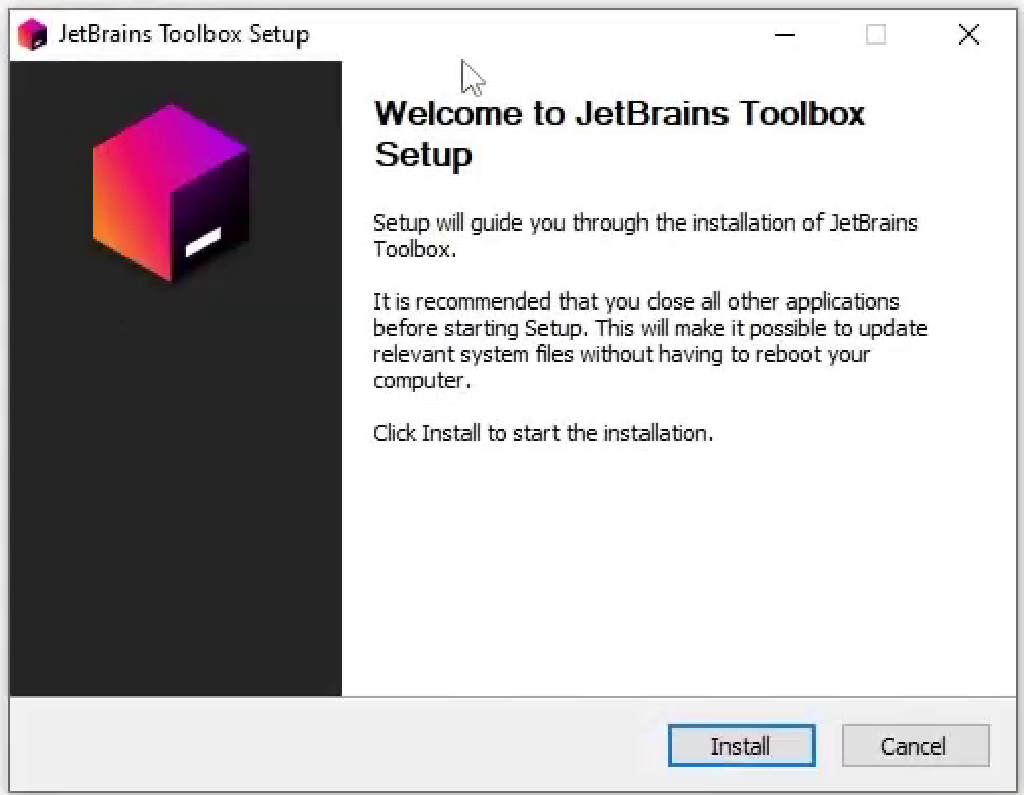 JetBrains Toolbox Setup
Welcome to JetBrains Toolbox
Setup
Setup will guide you through the installation of JetBrains
Toolbox.
It is recommended that you close all other applications
before starting Setup. This will make it possible to update
relevant system files without having to reboot your
computer.
Click Install to start the installation.
Install
Cancel